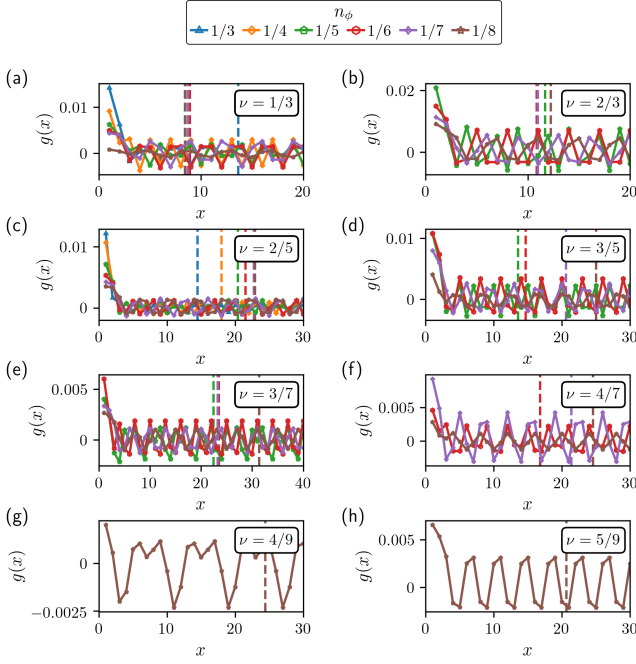 n_ϕ
1/3 1/4 1/5 1/6 1/7 1/8
(a) (b)
g(x) 0.01 0 ν = 1/3 g(x) 0.02 0 ν = 2/3
0 10 20 0 10 20
x x
(c) (d)
g(x) 0.01 0 ν = 2/5 g(x) 0.01 0 ν = 3/5
0 10 20 30 0 10 20 30
x x
(e) (f)
g(x) 0.005 0 ν = 3/7 g(x) 0.005 0 ν = 4/7
0 10 20 30 40 0 10 20 30
x x
(g) (h)
g(x) 0 −0.0025 ν = 4/9 g(x) 0.005 0 ν = 5/9
0 10 20 30 0 10 20 30
x x